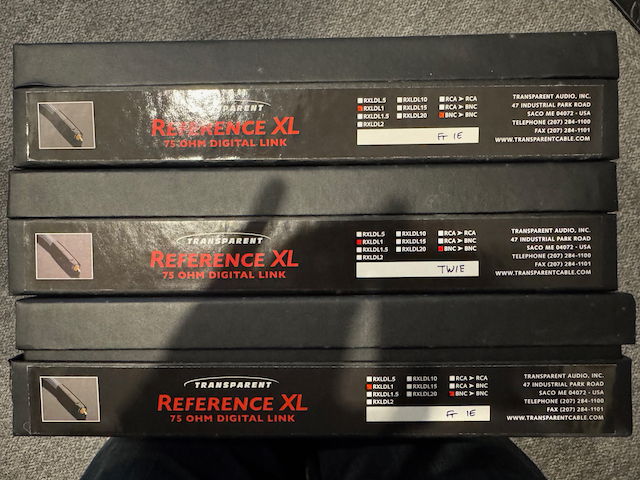 TRANSPARENT
REFERENCE XL
75 OHM DIGITAL LINK
RXLDL.5 RXLDL10 RCA > RCA
RXLDL1 RXLDL15 RCA > BNC
RXLDL1.5 RXLDL20 BNC > BNC
RXLDL2
TRANSPARENT AUDIO, INC.
47 INDUSTRIAL PARK ROAD
SACO ME 04072 - USA
TELEPHONE (207) 284-1100
FAX (207) 284-1101
WWW.TRANSPARENTCABLE.COM
TRANSPARENT
REFERENCE XL
75 OHM DIGITAL LINK
RXLDL.5 RXLDL10 RCA > RCA
RXLDL1 RXLDL15 RCA > BNC
RXLDL1.5 RXLDL20 BNC > BNC
RXLDL2
TW1E
TRANSPARENT AUDIO, INC.
47 INDUSTRIAL PARK ROAD
SACO ME 04072 - USA
TELEPHONE (207) 284-1100
FAX (207) 284-1101
WWW.TRANSPARENTCABLE.COM
TRANSPARENT
REFERENCE XL
75 OHM DIGITAL LINK
RXLDL.5 RXLDL10 RCA > RCA
RXLDL1 RXLDL15 RCA > BNC
RXLDL1.5 RXLDL20 BNC > BNC
RXLDL2
TRANSPARENT AUDIO, INC.
47 INDUSTRIAL PARK ROAD
SACO ME 04072 - USA
TELEPHONE (207) 284-1100
FAX (207) 284-1101
WWW.TRANSPARENTCABLE.COM